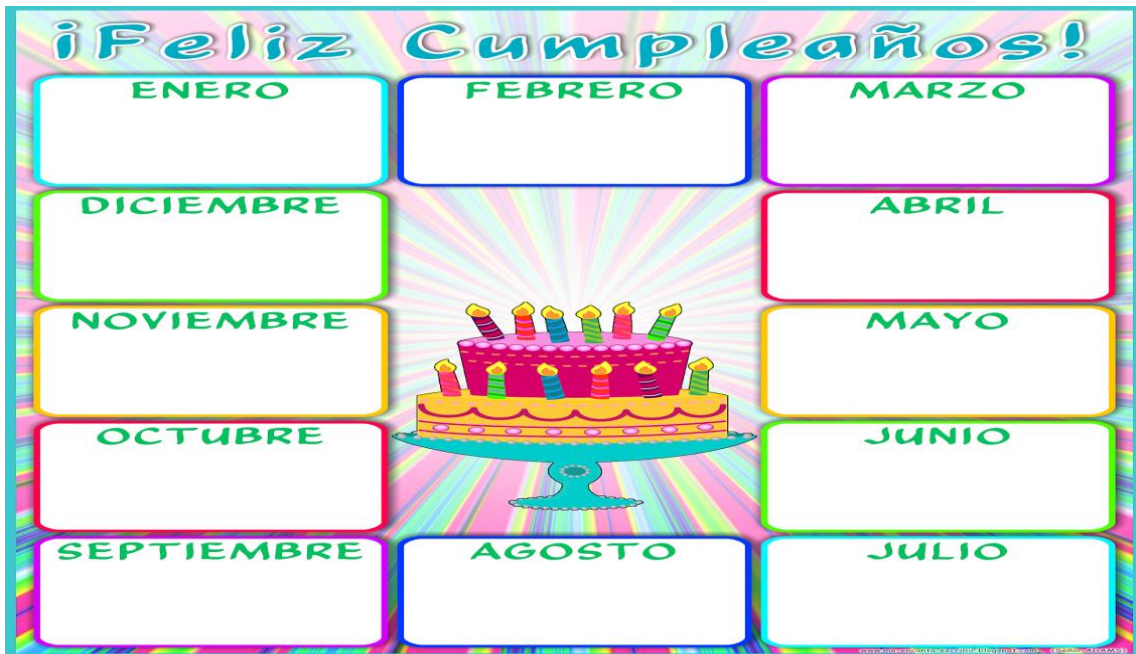 ¡Feliz Cumpleaños!
ENERO FEBRERO MARZO
DICIEMBRE ABRIL
NOVIEMBRE MAYO
OCTUBRE JUNIO
SEPTIEMBRE AGOSTO JULIO